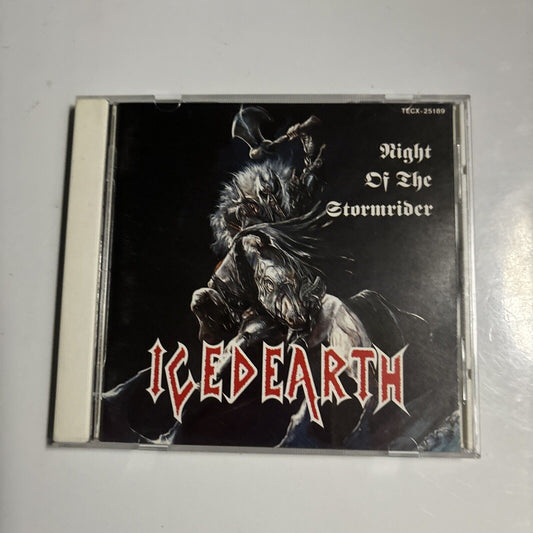 TECX-25189
Night
Of The
Stormrider
ICED EARTH